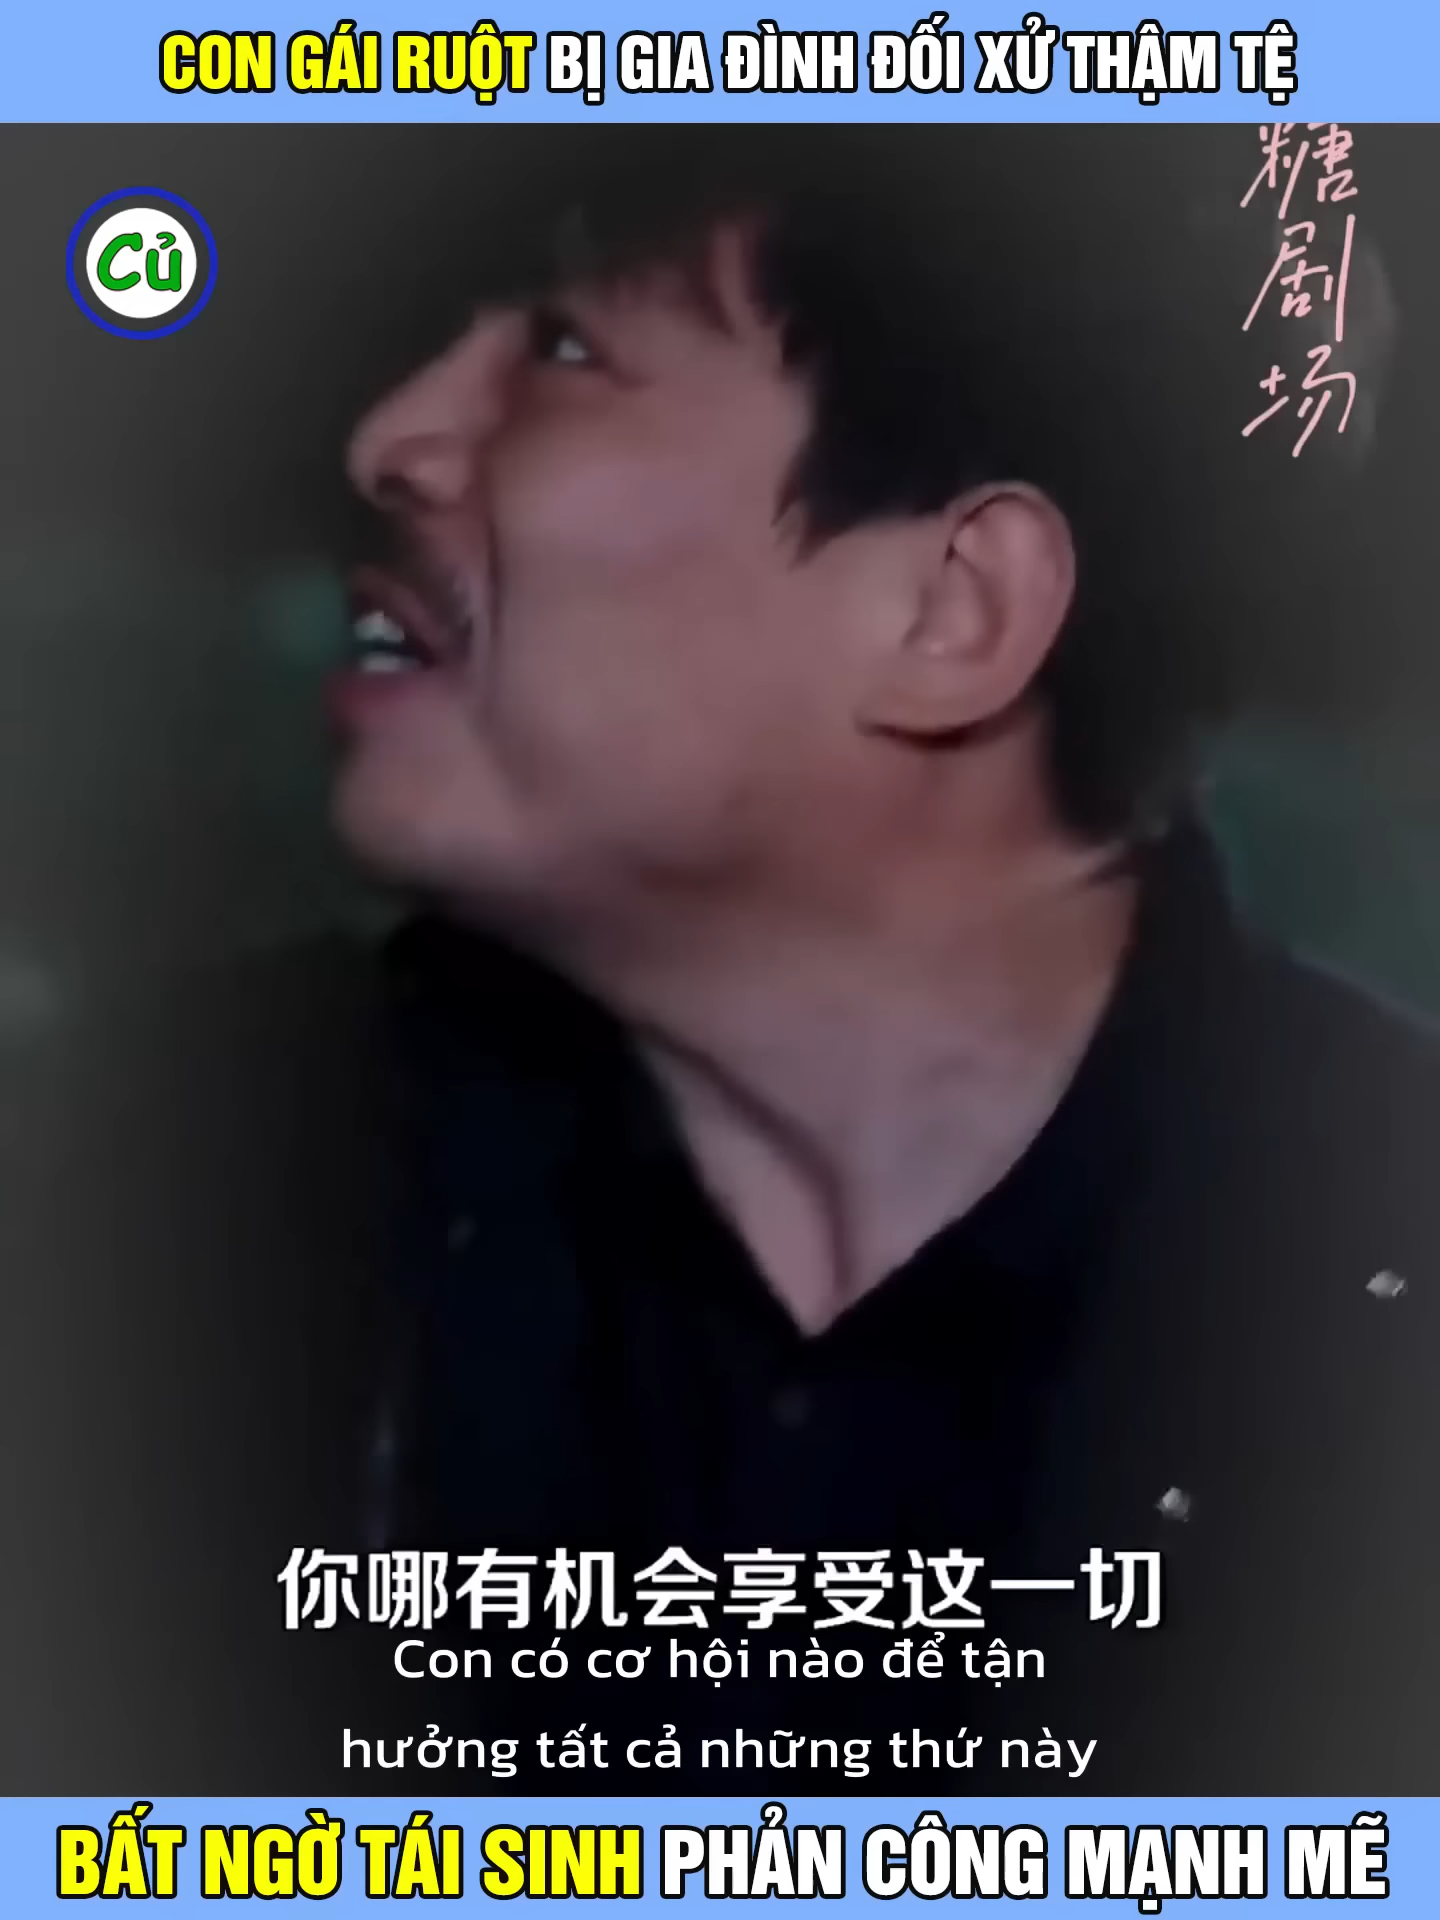 CON GÁI RUỘT BỊ GIA ĐÌNH ĐỐI XỬ THẬM TỆ
Củ
糖
剧
场
你哪有机会享受这一切
Con có cơ hội nào để tận
hưởng tất cả những thứ này
BẤT NGỜ TÁI SINH PHẢN CÔNG MẠNH MẼ